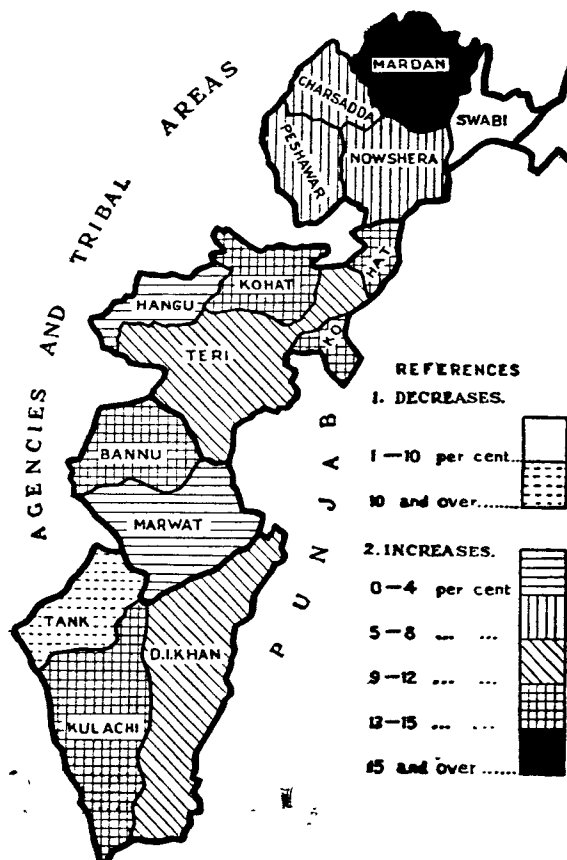 MARDAN
CHARSADDA
SWABI
PESHAWAR
NOWSHERA
AGENCIES AND TRIBAL AREAS
HAT
KOHAT
HANGU
KO
TERI
BANNU
MARWAT
PUNJAB
TANK
D.I.KHAN
KULACHI
REFERENCES
1. DECREASES.
1—10 per cent...
10 and over........
2. INCREASES.
0—4 per cent
5—8 „ ...
9—12 „ ...
13—15 „ ...
15 and over ......